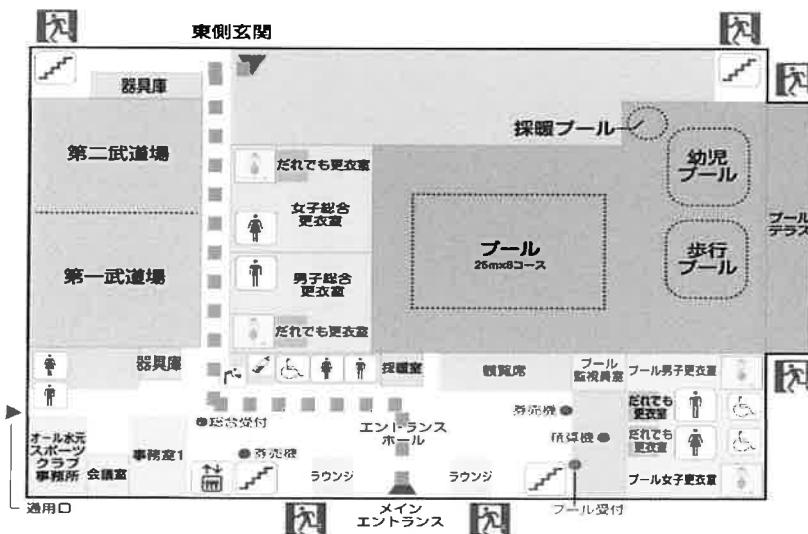 東側玄関
器具庫
第二武道場
第一武道場
だれでも更衣室
女子総合
更衣室
男子総合
更衣室
だれでも更衣室
採暖プール
幼児
プール
歩行
プール
プール
25m×8コース
プール
テラス
器具庫
採暖室
観覧席
プール
監視員室
プール男子更衣室
だれでも
更衣室
だれでも
更衣室
プール女子更衣室
総合受付
券売機
エントランス
ホール
券売機
精算機
オール水元
スポーツ
クラブ
事務所
会議室
事務室1
ラウンジ
ラウンジ
通用口
メイン
エントランス
プール受付